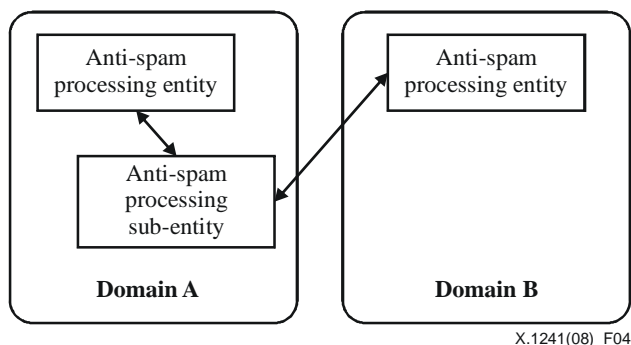 Anti-spam
processing entity
Anti-spam
processing
sub-entity
Domain A
Anti-spam
processing entity
Domain B
X.1241(08)_F04